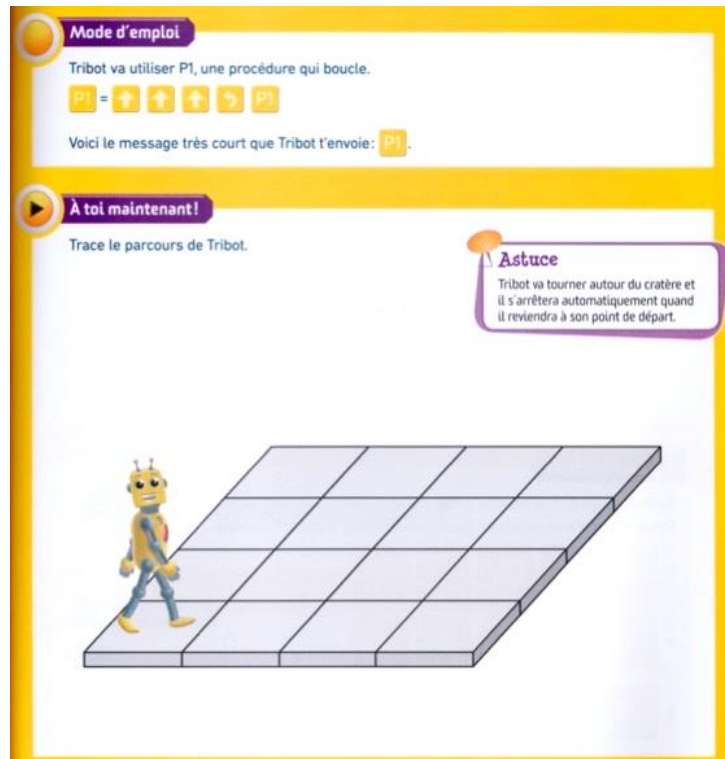 Mode d'emploi
Tribot va utiliser P1, une procédure qui boucle.
P1 = P1
Voici le message très court que Tribot t'envoie : P1 .
À toi maintenant !
Trace le parcours de Tribot.
Astuce
Tribot va tourner autour du cratère et
il s'arrêtera automatiquement quand
il reviendra à son point de départ.